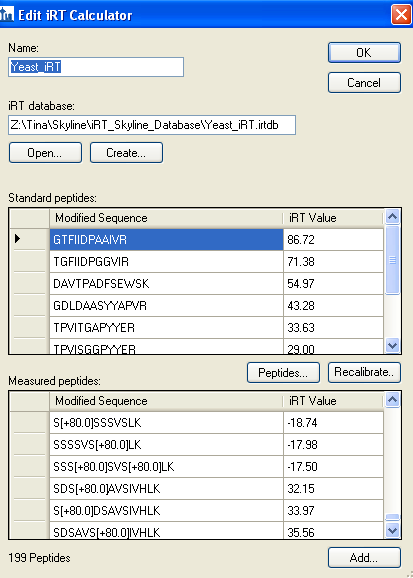 Edit iRT Calculator
Name:
OK
Yeast_iRT
Cancel
iRT database:
Z:\Tina\Skyline\iRT_Skyline_Database\Yeast_iRT.irtdb
Open... Create...
Standard peptides:
Modified Sequence iRT Value
GTFIIDPAAIVR 86.72
TGFIIDPGGVIR 71.38
DAVTPADFSEWSK 54.97
GDLDAASYYAPVR 43.28
TPVITGAPYYER 33.63
TPVISGGPYYER 29.00
Peptides... Recalibrate..
Measured peptides:
Modified Sequence iRT Value
S[+80.0]SSVSLK -18.74
SSSSVS[+80.0]LK -17.98
SSS[+80.0]SVS[+80.0]LK -17.50
SDS[+80.0]AVSIVHLK 32.15
S[+80.0]DSAVSIVHLK 33.97
SDSAVS[+80.0]IVHLK 35.56
199 Peptides Add...